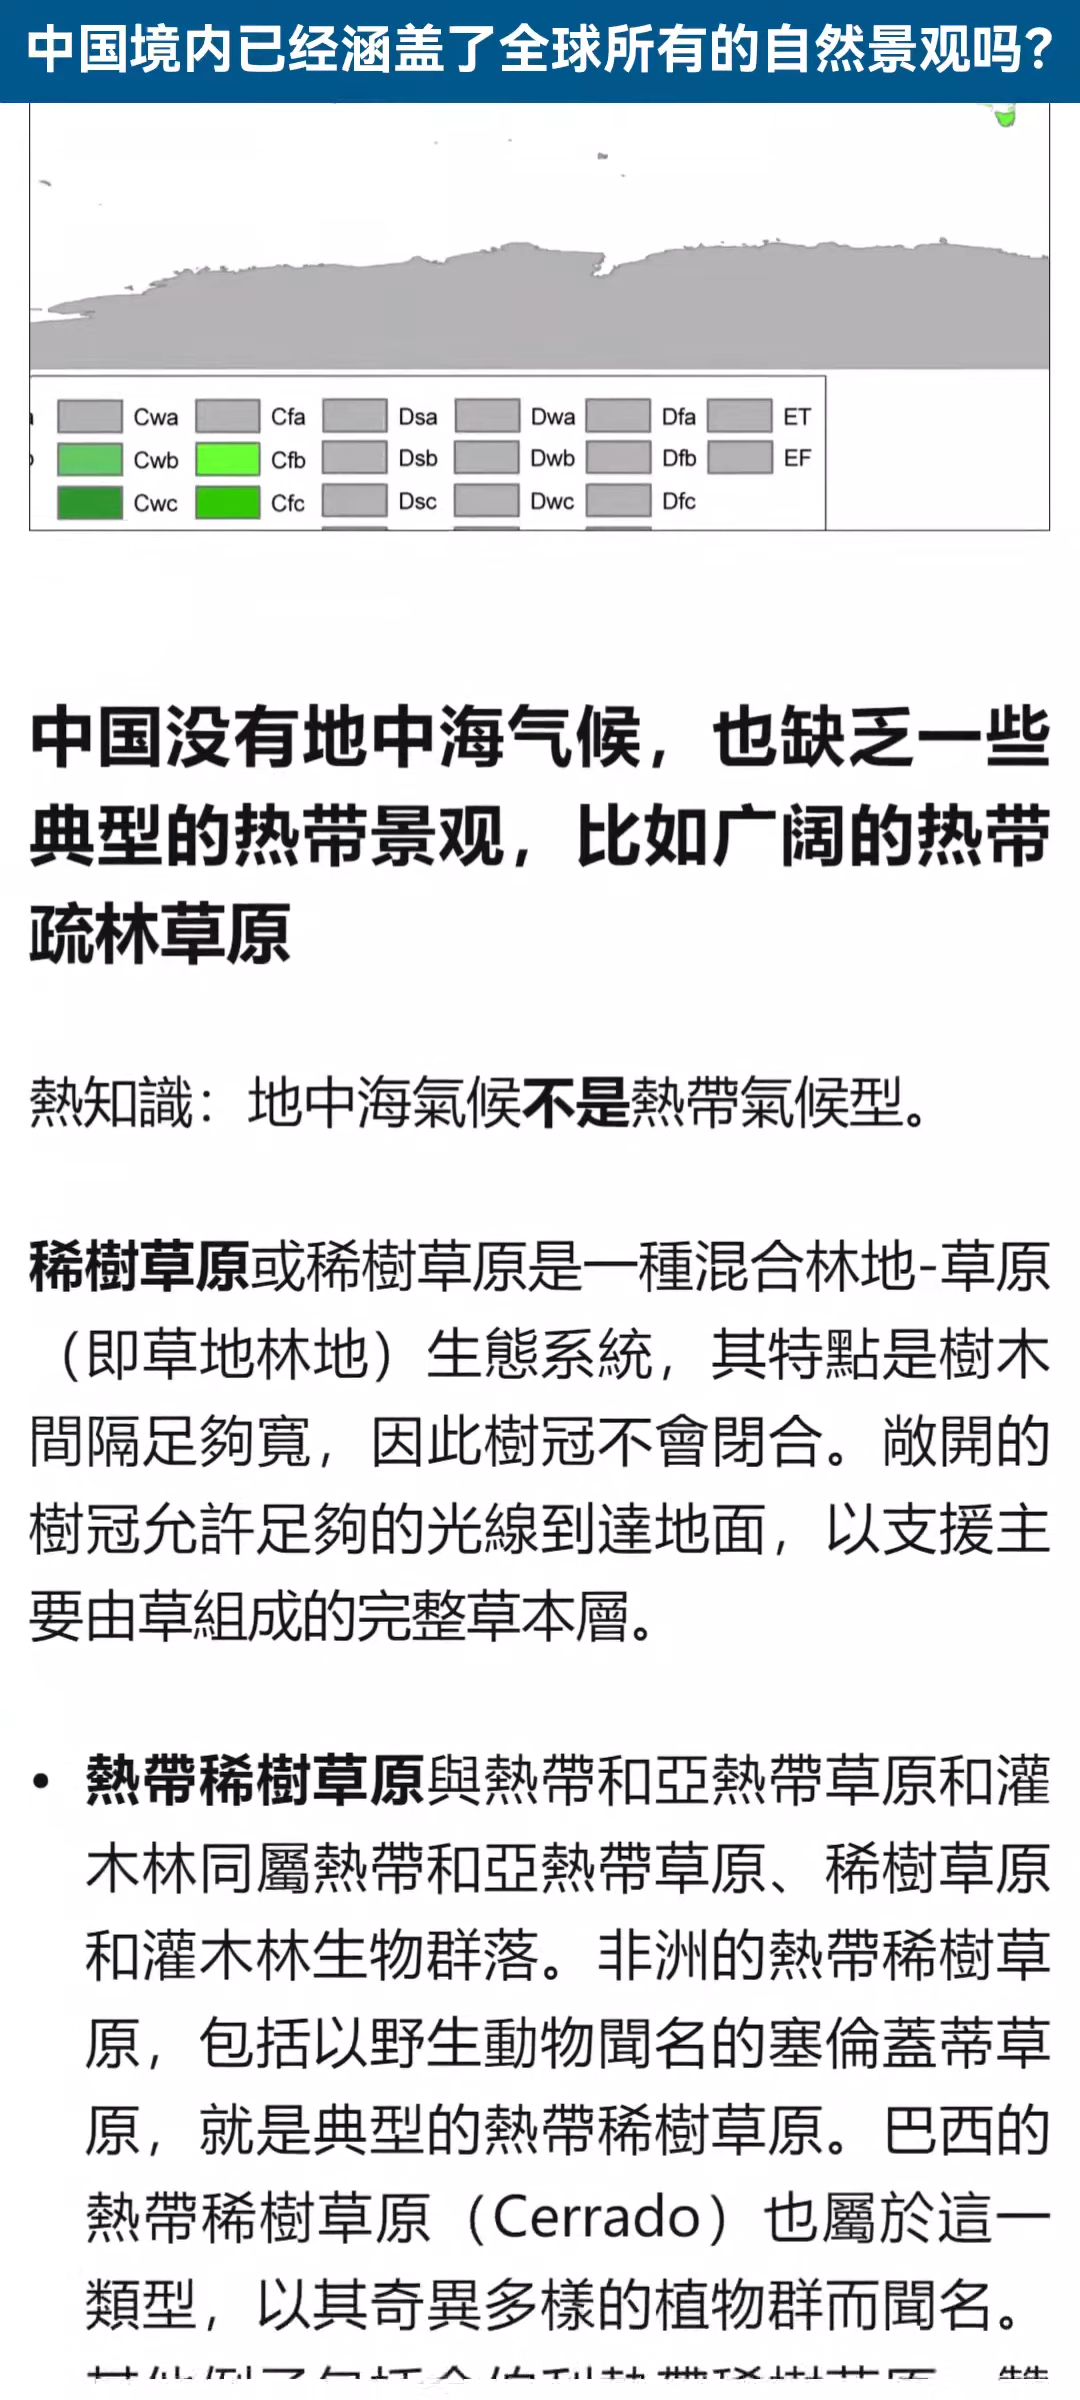 中国境内已经涵盖了全球所有的自然景观吗？
Cwa Cfa Dsa Dwa Dfa ET
Cwb Cfb Dsb Dwb Dfb EF
Cwc Cfc Dsc Dwc Dfc
中国没有地中海气候，也缺乏一些
典型的热带景观，比如广阔的热带
疏林草原
熱知識：地中海氣候不是熱帶氣候型。
稀樹草原或稀樹草原是一種混合林地-草原
（即草地林地）生態系統，其特點是樹木
間隔足夠寬，因此樹冠不會閉合。敞開的
樹冠允許足夠的光線到達地面，以支援主
要由草組成的完整草本層。
• 熱帶稀樹草原與熱帶和亞熱帶草原和灌
木林同屬熱帶和亞熱帶草原、稀樹草原
和灌木林生物群落。非洲的熱帶稀樹草
原，包括以野生動物聞名的塞倫蓋蒂草
原，就是典型的熱帶稀樹草原。巴西的
熱帶稀樹草原（Cerrado）也屬於這一
類型，以其奇異多樣的植物群而聞名。